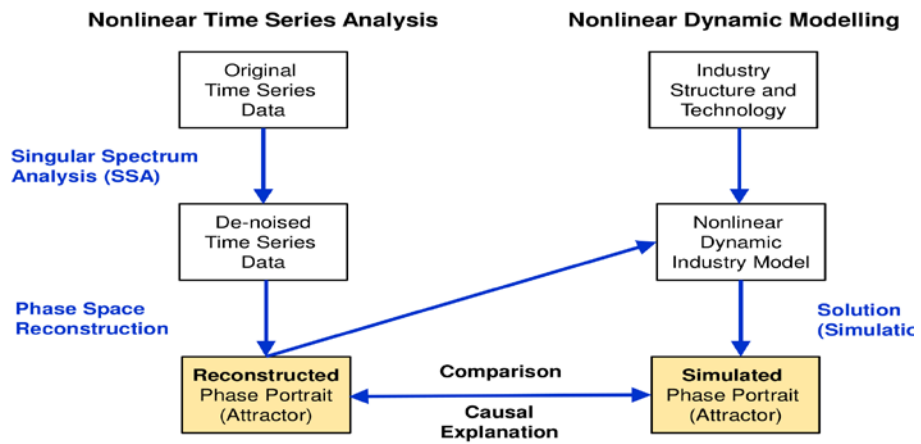 Nonlinear Time Series Analysis
Nonlinear Dynamic Modelling
Original
Time Series
Data
Industry
Structure and
Technology
Singular Spectrum
Analysis (SSA)
De-noised
Time Series
Data
Nonlinear
Dynamic
Industry Model
Phase Space
Reconstruction
Solution
(Simulatio
Reconstructed
Phase Portrait
(Attractor)
Comparison
Causal
Explanation
Simulated
Phase Portrait
(Attractor)